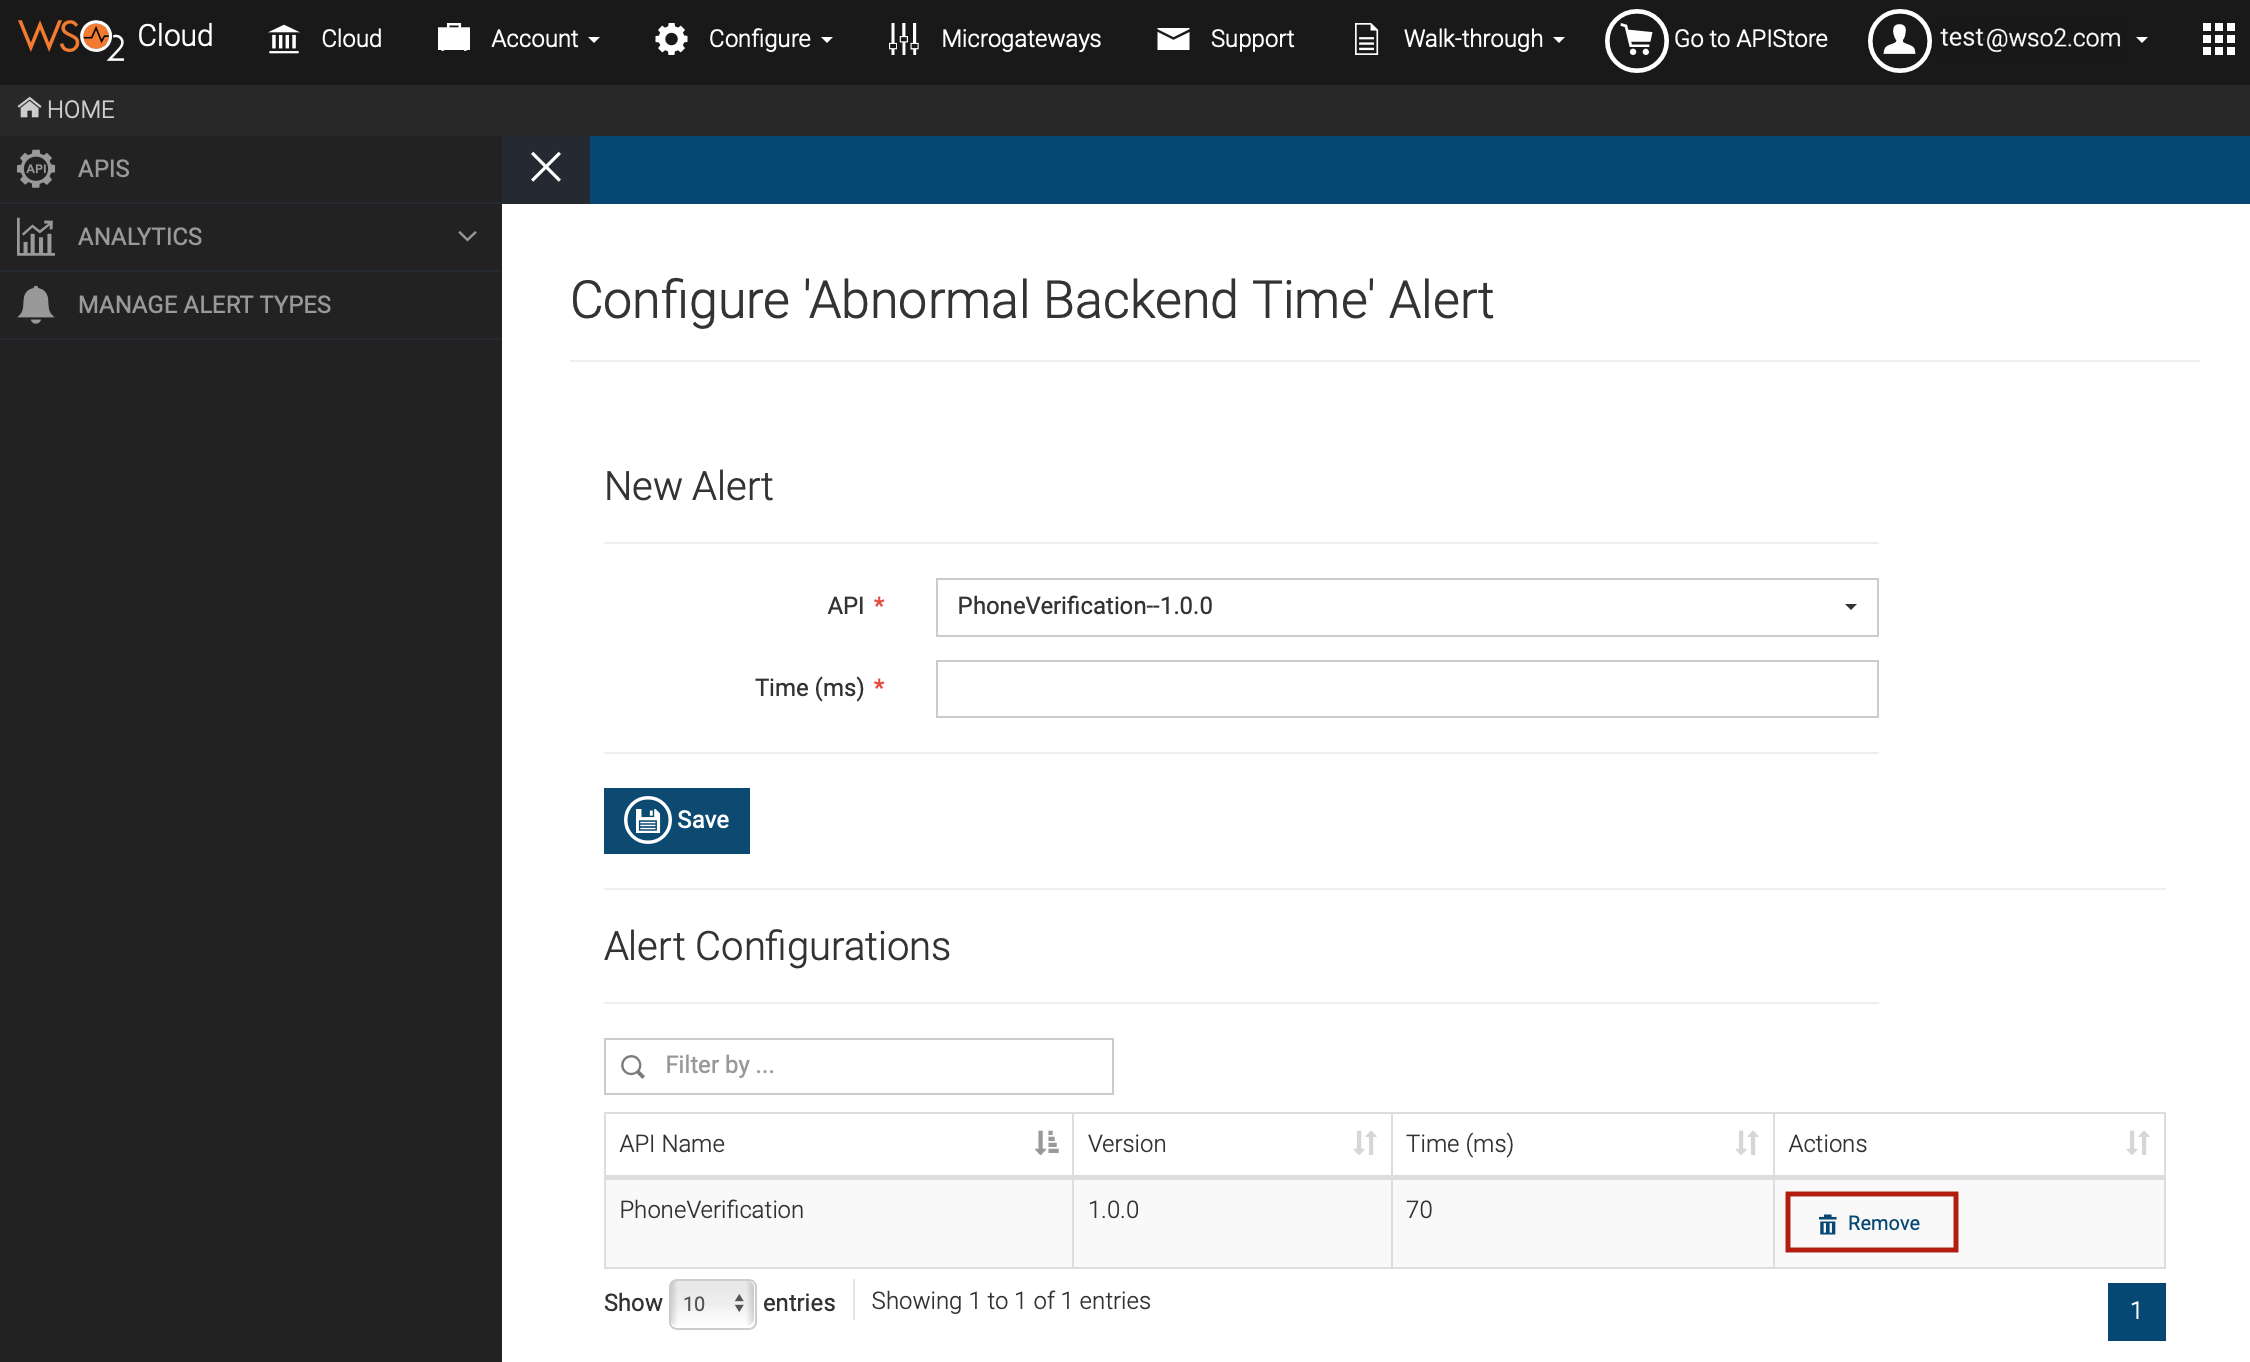 WSO2 Cloud Cloud Account Configure Microgateways Support Walk-through Go to APIStore test@wso2.com
HOME
API APIS
ANALYTICS
MANAGE ALERT TYPES
Configure 'Abnormal Backend Time' Alert
New Alert
API * PhoneVerification--1.0.0
Time (ms) *
Save
Alert Configurations
Filter by ...
API Name Version Time (ms) Actions
PhoneVerification 1.0.0 70 Remove
Show 10 entries Showing 1 to 1 of 1 entries 1